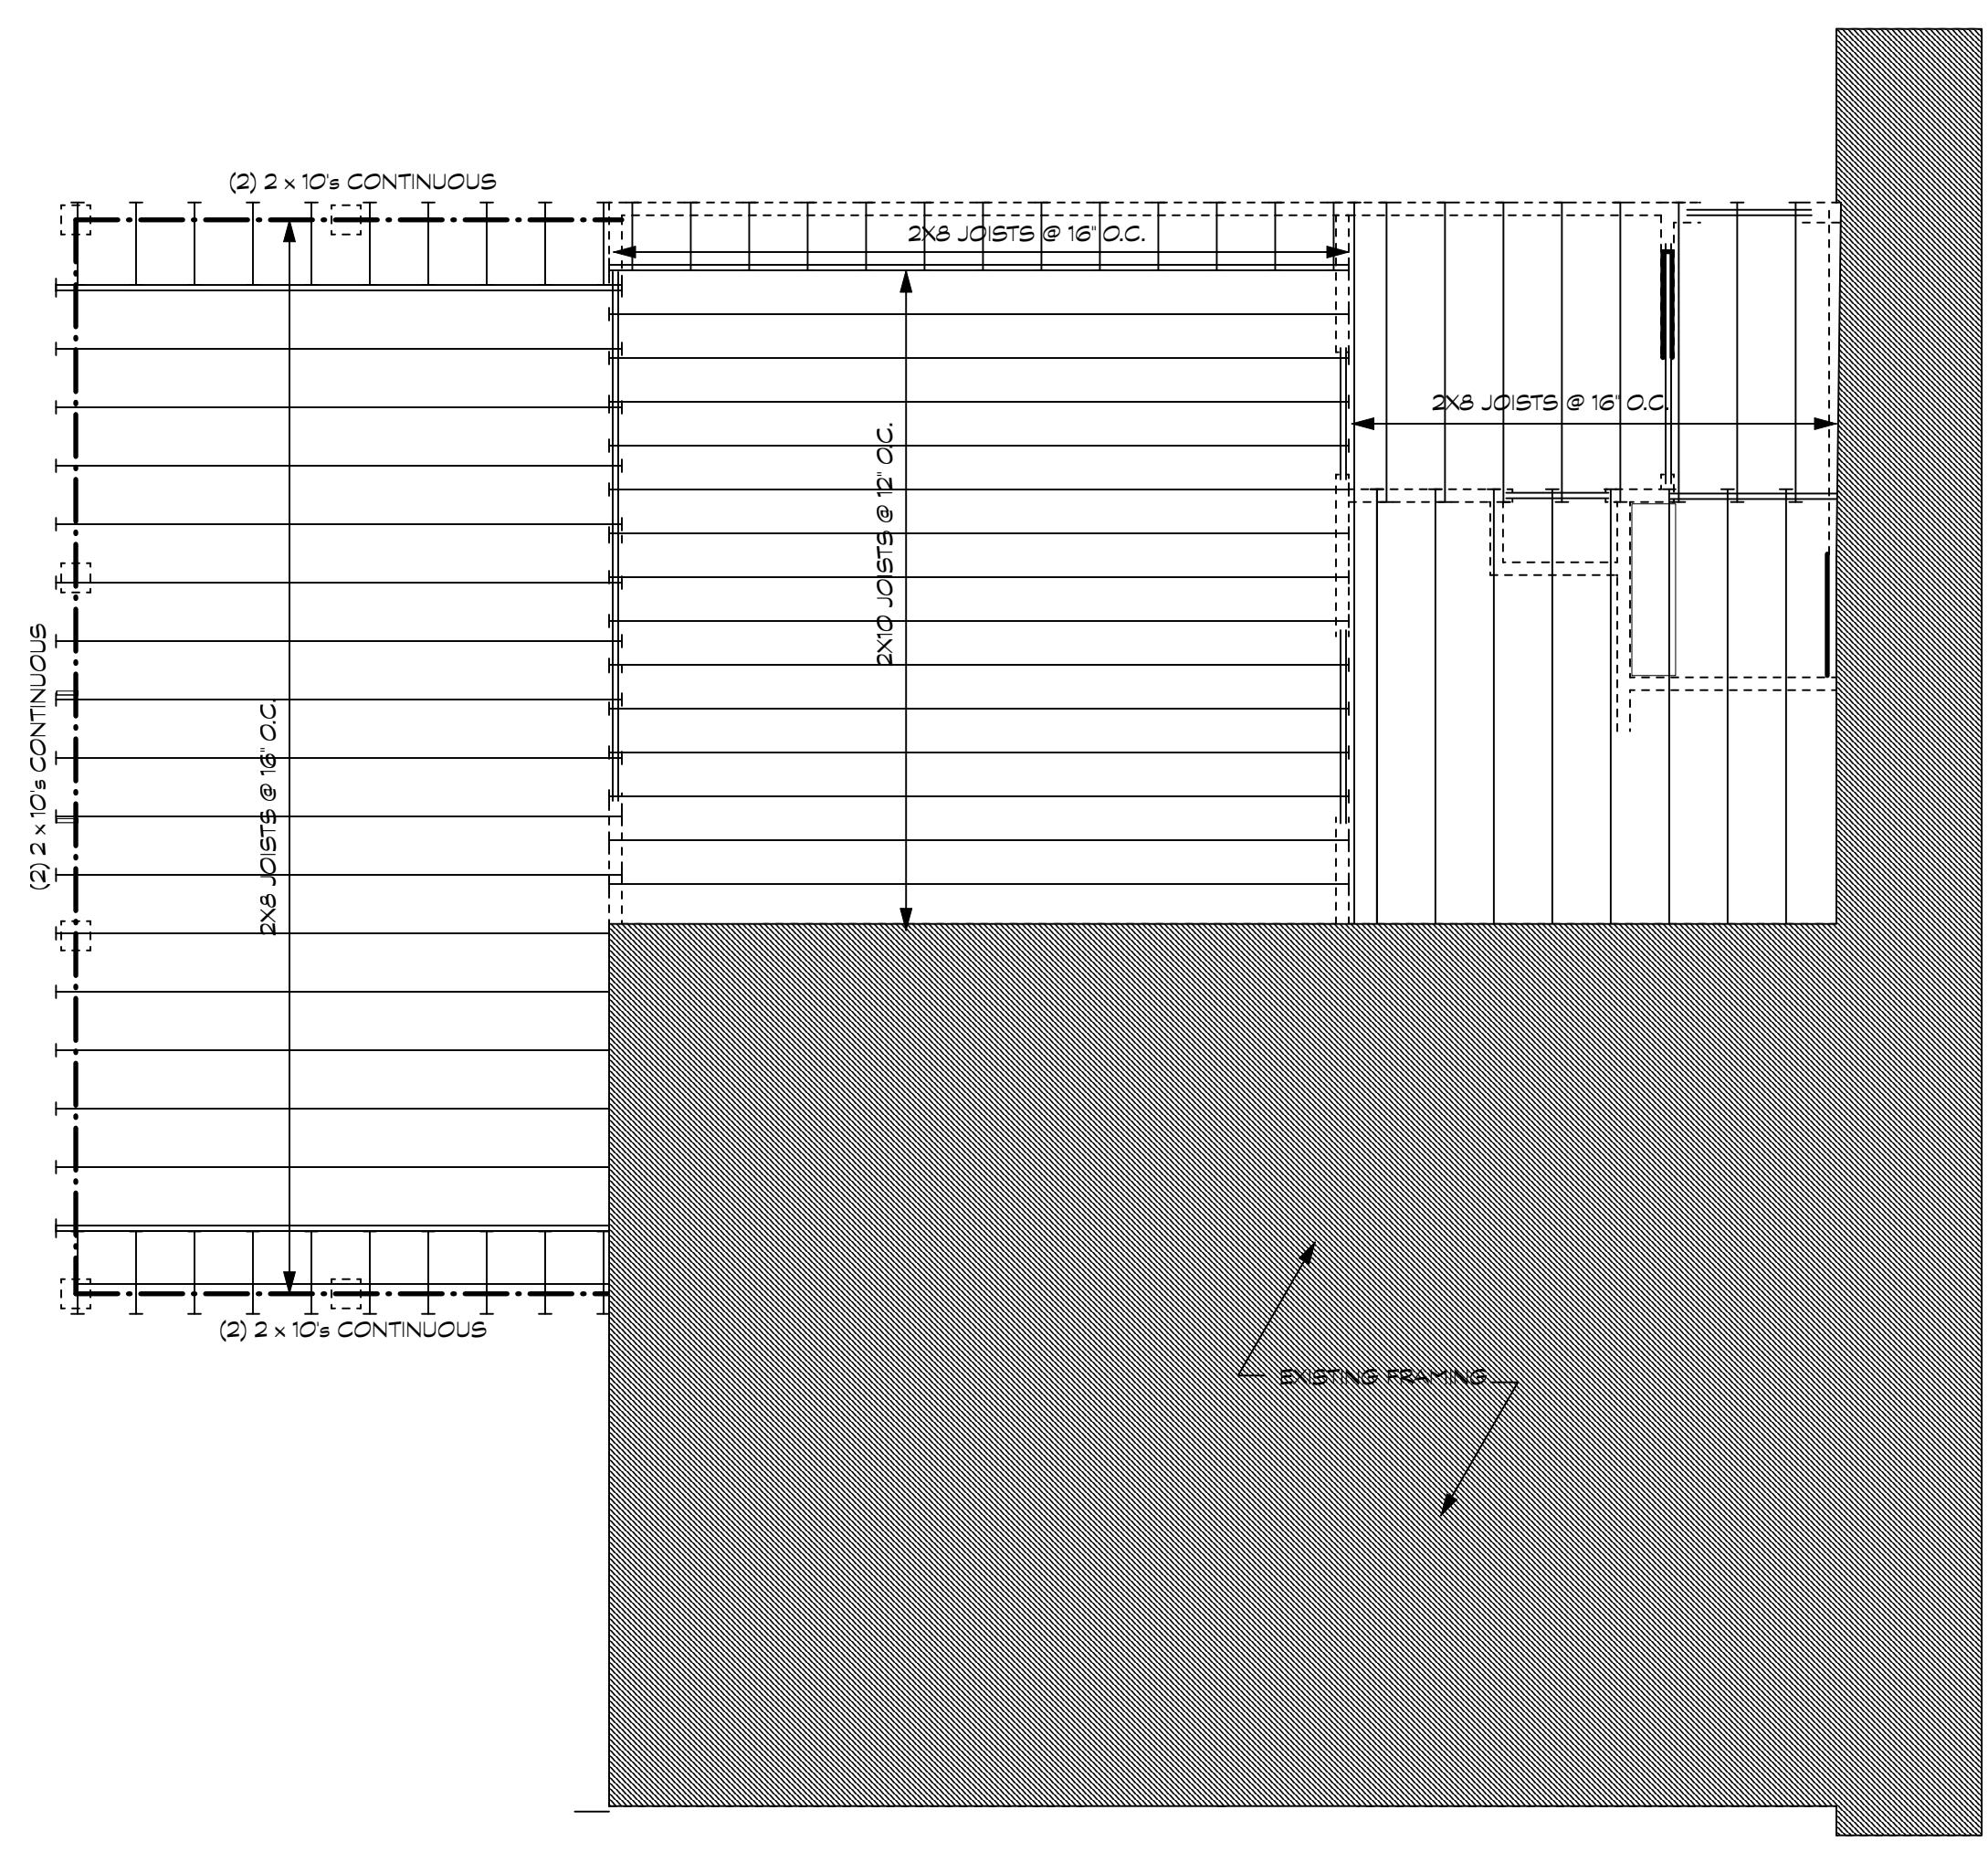 (2) 2 x 10's CONTINUOUS
2X8 JOISTS @ 16" O.C.
2X8 JOISTS @ 16" O.C.
2X10 JOISTS @ 12" O.C.
(2) 2 x 10's CONTINUOUS
2X8 JOISTS @ 16" O.C.
(2) 2 x 10's CONTINUOUS
EXISTING FRAMING